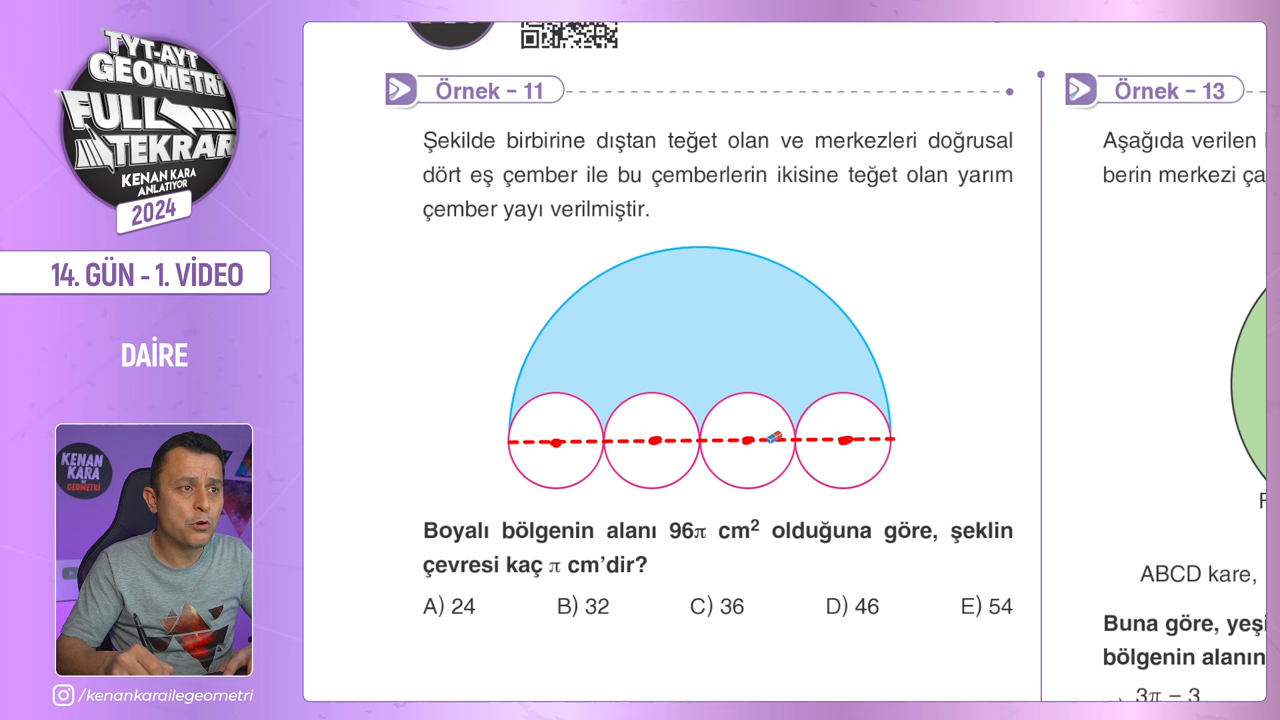 TYT-AYT
GEOMETRİ
FULL
TEKRAR
KENAN KARA
ANLATIYOR
2024
14. GÜN - 1. VİDEO
DAİRE
KENAN
KARA
GEOMETRİ
/kenankarailegeometri
Örnek – 11
Şekilde birbirine dıştan teğet olan ve merkezleri doğrusal
dört eş çember ile bu çemberlerin ikisine teğet olan yarım
çember yayı verilmiştir.
Boyalı bölgenin alanı 96π cm² olduğuna göre, şeklin
çevresi kaç π cm’dir?
A) 24 B) 32 C) 36 D) 46 E) 54
Örnek – 13
Aşağıda verilen
berin merkezi ça
F
ABCD kare,
Buna göre, yeşi
bölgenin alanın
3π – 3